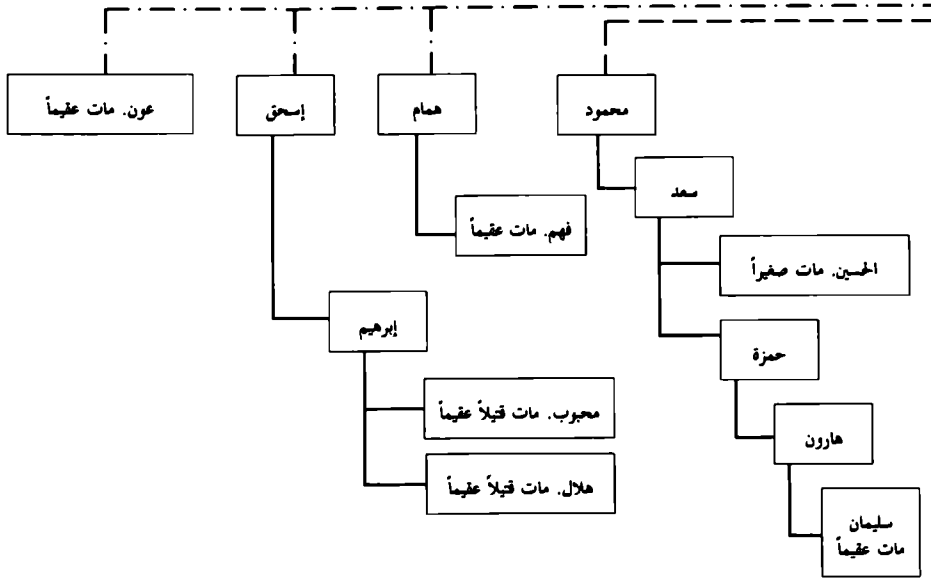 محمود
همام
إسحق
عون. مات عقيماً
سعد
فهم. مات عقيماً
الحسين. مات صغيراً
إبرهيم
حمزة
محبوب. مات قتيلاً عقيماً
هارون
هلال. مات قتيلاً عقيماً
سليمان
مات عقيماً